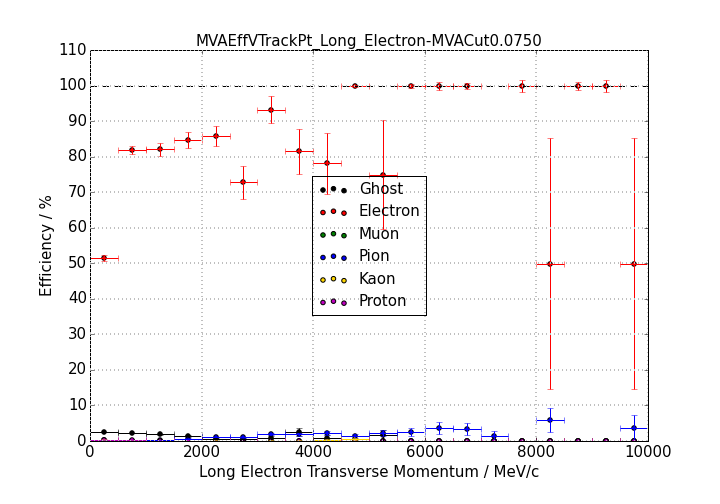 MVAEffVTrackPt_Long_Electron-MVACut0.0750
110
100
90
80
70
60
50
40
30
20
10
0
Efficiency / %
Ghost
Electron
Muon
Pion
Kaon
Proton
0 2000 4000 6000 8000 10000
Long Electron Transverse Momentum / MeV/c